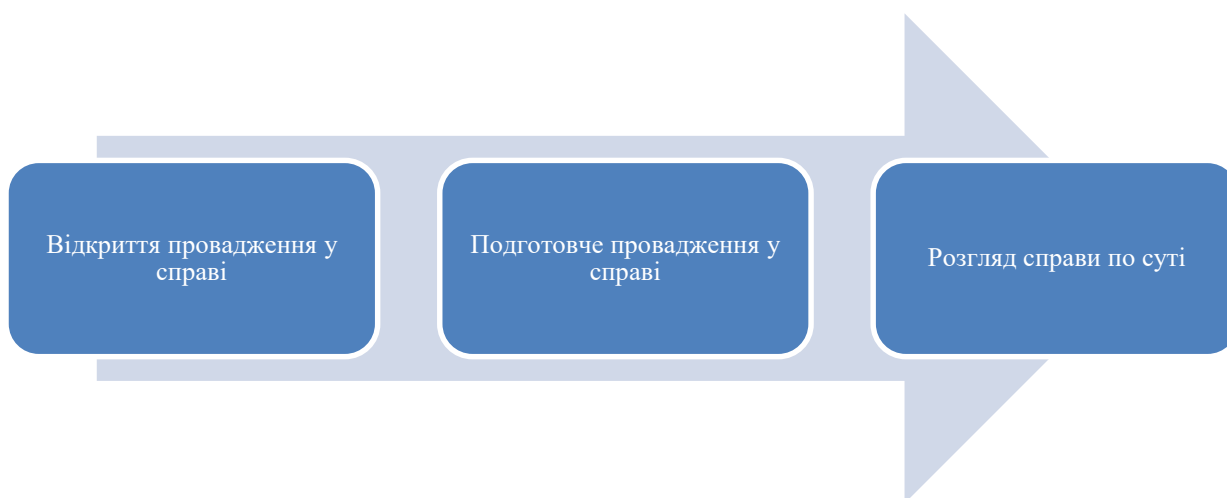 Відкриття провадження у
справі
Подготовче провадження у
справі
Розгляд справи по суті